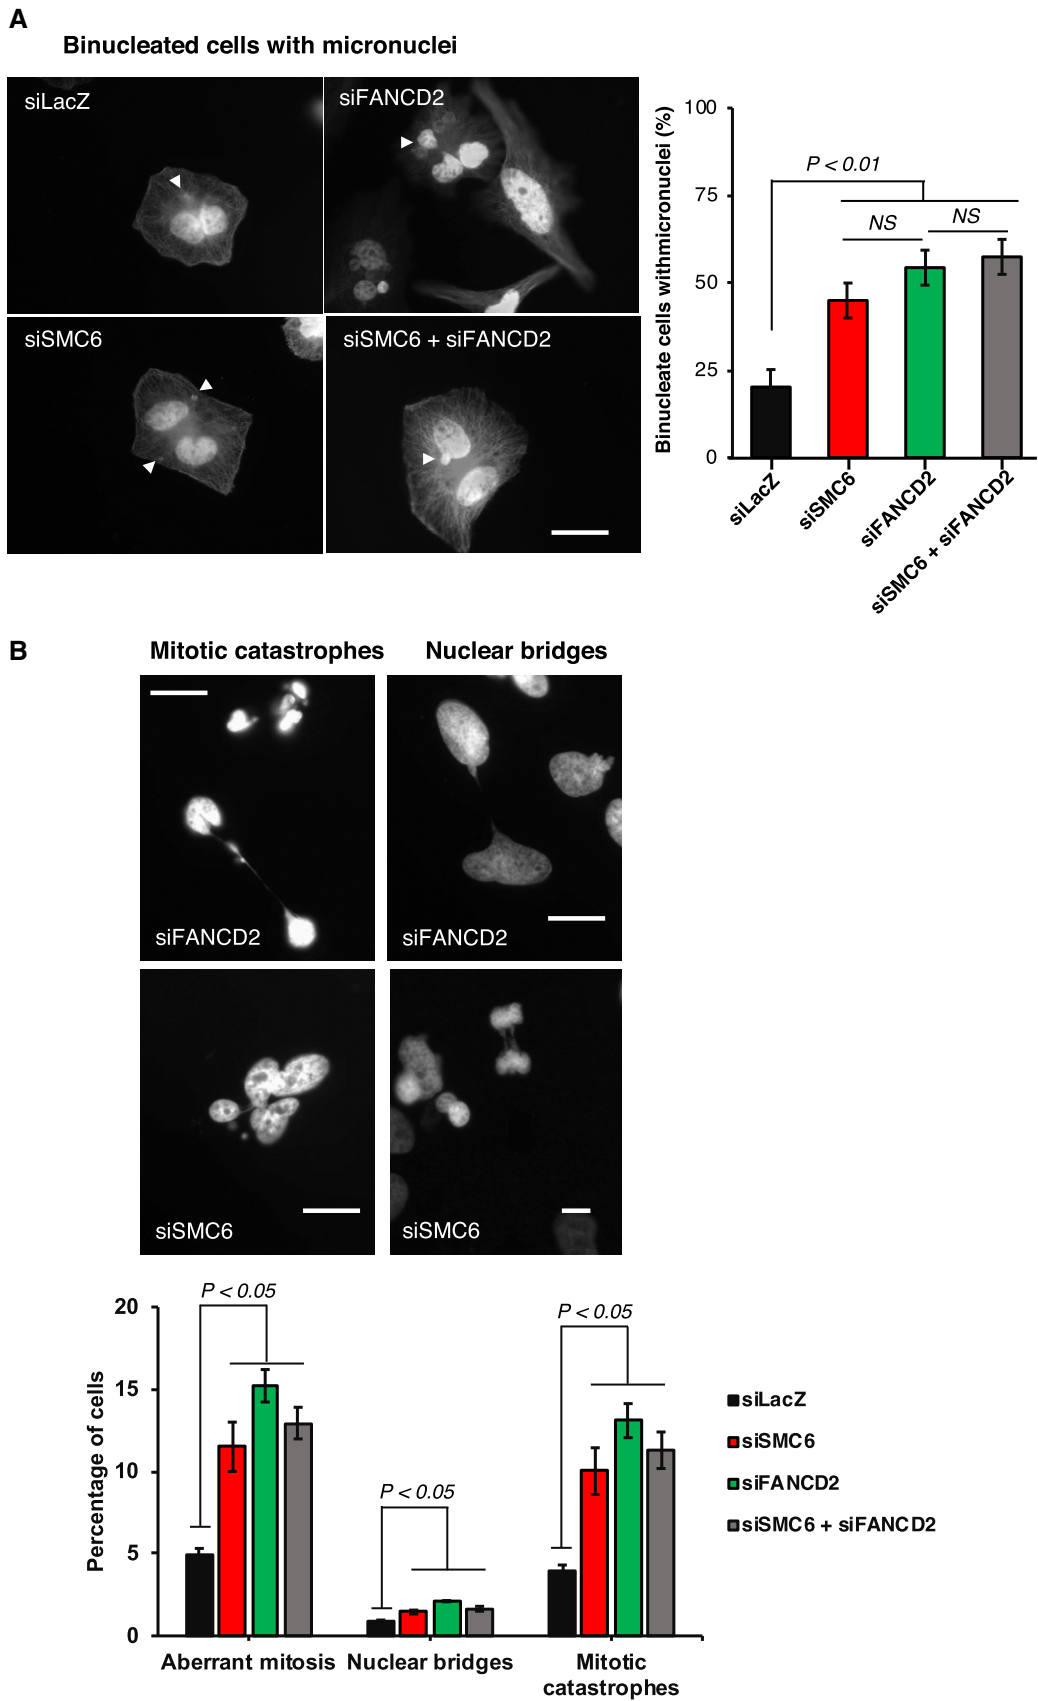 A
Binucleated cells with micronuclei
siLacZ
siFANCD2
siSMC6
siSMC6 + siFANCD2
Binucleate cells withmicronuclei (%)
100
75
50
25
0
P < 0.01
NS
NS
siLacZ
siSMC6
siFANCD2
siSMC6 + siFANCD2
B
Mitotic catastrophes
Nuclear bridges
siFANCD2
siFANCD2
siSMC6
siSMC6
Percentage of cells
20
15
10
5
0
P < 0.05
P < 0.05
P < 0.05
Aberrant mitosis
Nuclear bridges
Mitotic
catastrophes
siLacZ
siSMC6
siFANCD2
siSMC6 + siFANCD2